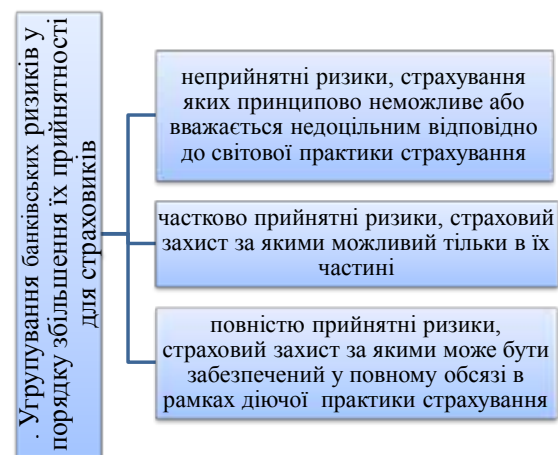 . Угрупування банківських ризиків у
порядку збільшення їх прийнятності
для страховиків
неприйнятні ризики, страхування
яких принципово неможливе або
вважається недоцільним відповідно
до світової практики страхування
частково прийнятні ризики, страховий
захист за якими можливий тільки в їх
частині
повністю прийнятні ризики,
страховий захист за якими може бути
забезпечений у повному обсязі в
рамках діючої практики страхування